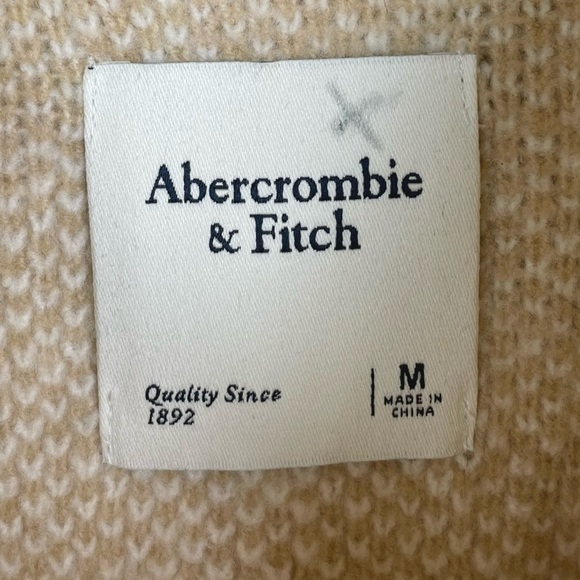 Abercrombie
& Fitch
Quality Since
1892
M
MADE IN
CHINA